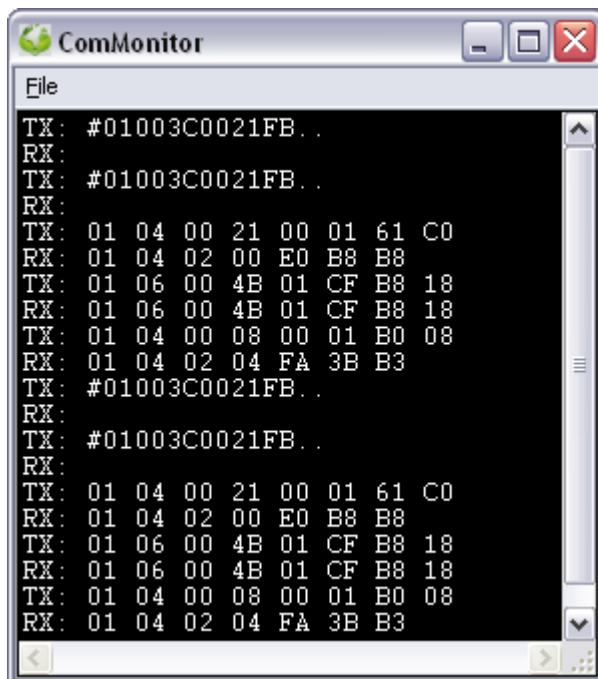 ComMonitor
File
TX: #01003C0021FB..
RX:
TX: #01003C0021FB..
RX:
TX: 01 04 00 21 00 01 61 C0
RX: 01 04 02 00 E0 B8 B8
TX: 01 06 00 4B 01 CF B8 18
RX: 01 06 00 4B 01 CF B8 18
TX: 01 04 00 08 00 01 B0 08
RX: 01 04 02 04 FA 3B B3
TX: #01003C0021FB..
RX:
TX: #01003C0021FB..
RX:
TX: 01 04 00 21 00 01 61 C0
RX: 01 04 02 00 E0 B8 B8
TX: 01 06 00 4B 01 CF B8 18
RX: 01 06 00 4B 01 CF B8 18
TX: 01 04 00 08 00 01 B0 08
RX: 01 04 02 04 FA 3B B3